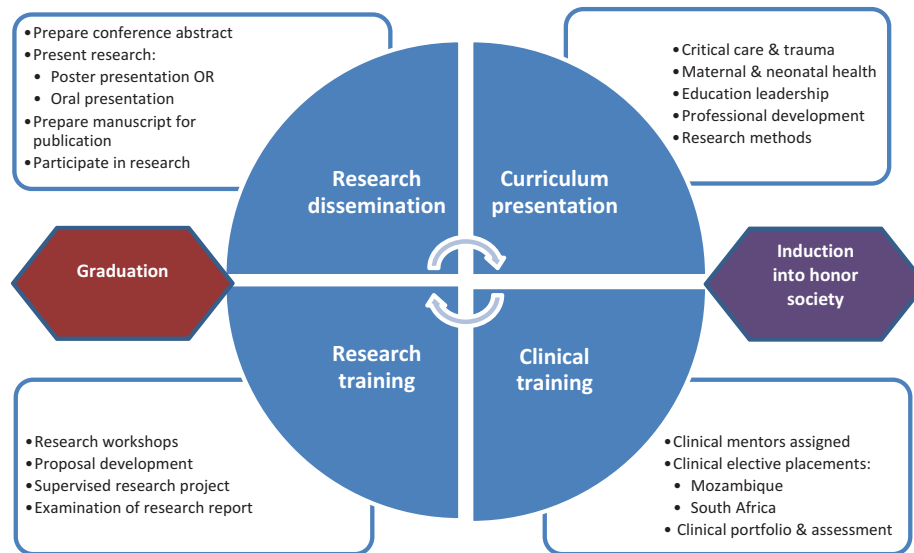 •Prepare conference abstract
•Present research:
• Poster presentation OR
• Oral presentation
•Prepare manuscript for
publication
•Participate in research
•Critical care & trauma
•Maternal & neonatal health
•Education leadership
•Professional development
•Research methods
Research
dissemination
Curriculum
presentation
Graduation
Induction
into honor
society
Research
training
Clinical
training
•Research workshops
•Proposal development
•Supervised research project
•Examination of research report
•Clinical mentors assigned
•Clinical elective placements:
• Mozambique
• South Africa
• Clinical portfolio & assessment